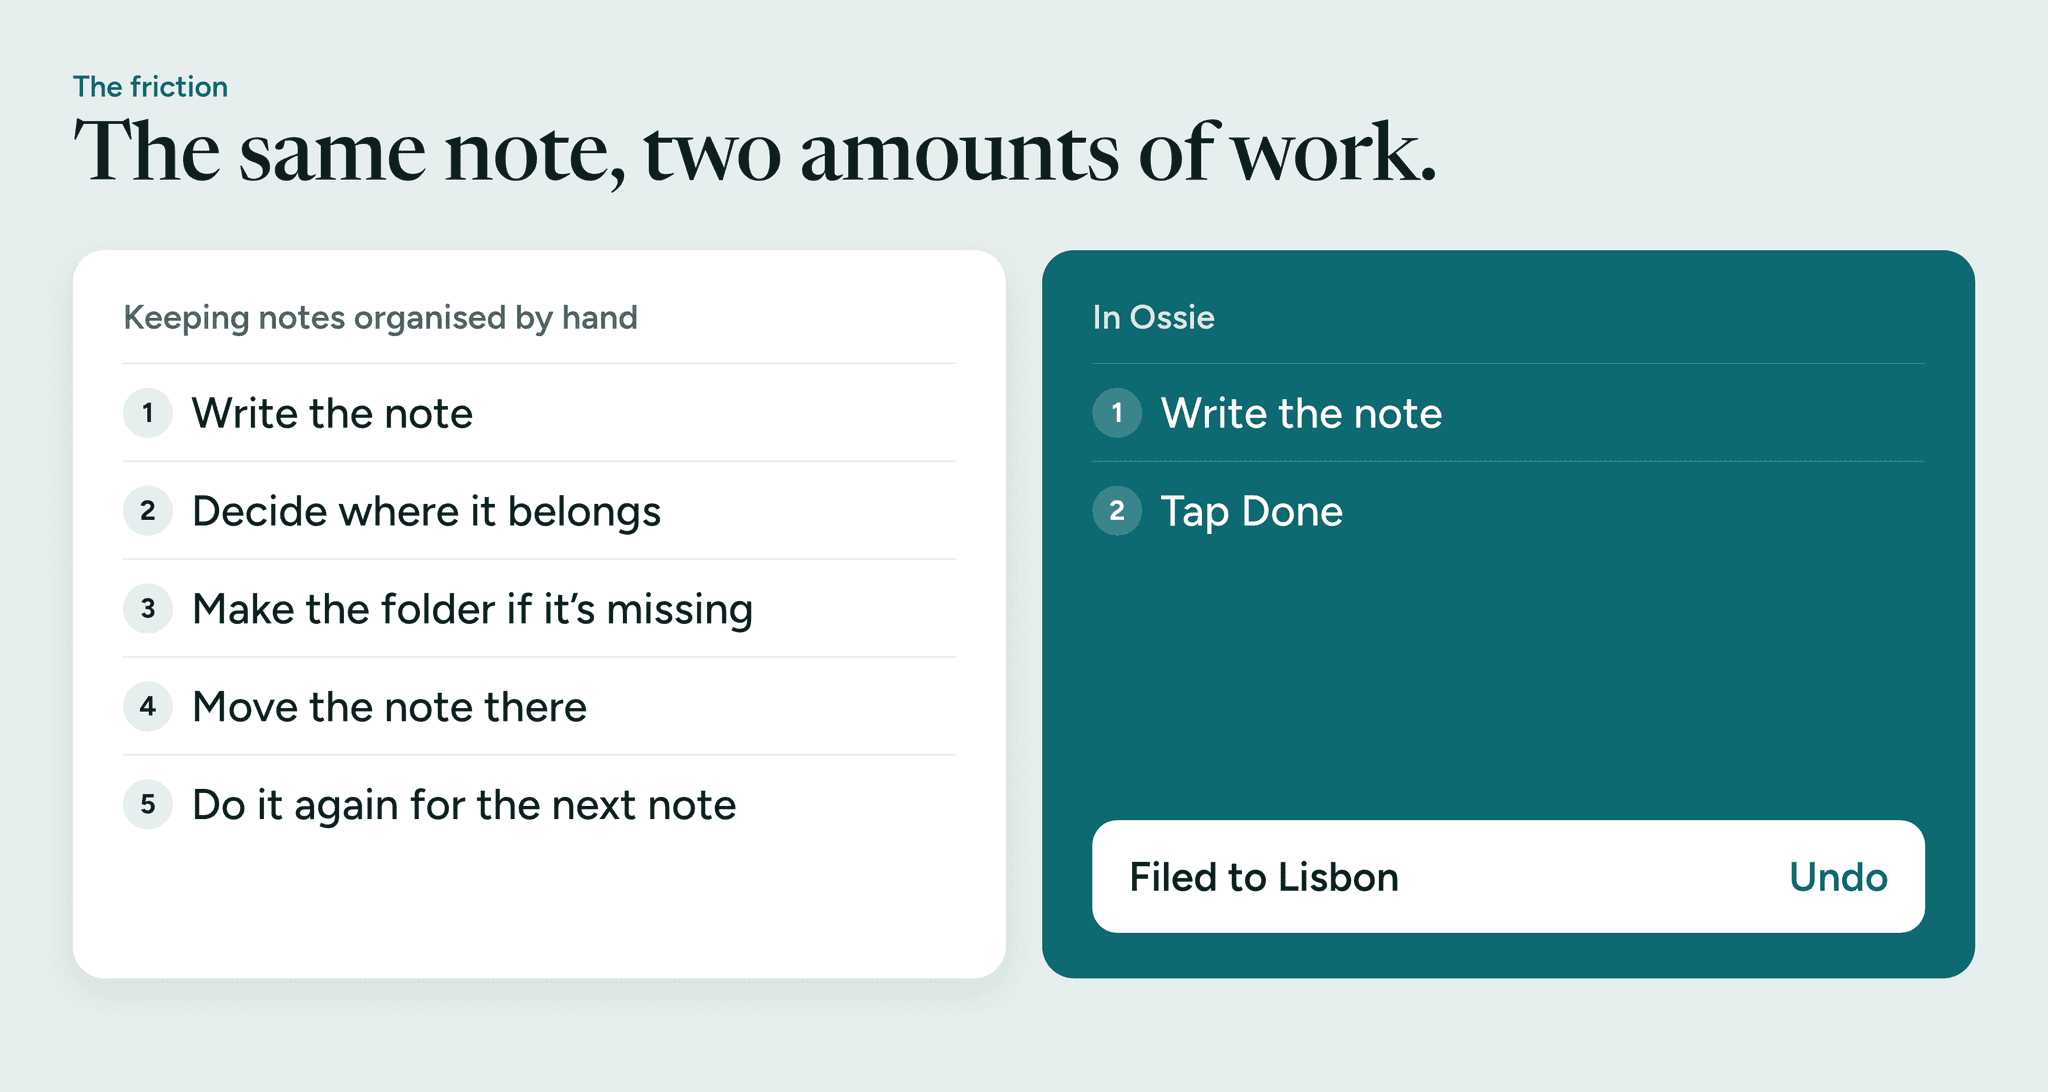 The friction
The same note, two amounts of work.
Keeping notes organised by hand
1 Write the note
2 Decide where it belongs
3 Make the folder if it’s missing
4 Move the note there
5 Do it again for the next note
In Ossie
1 Write the note
2 Tap Done
Filed to Lisbon Undo